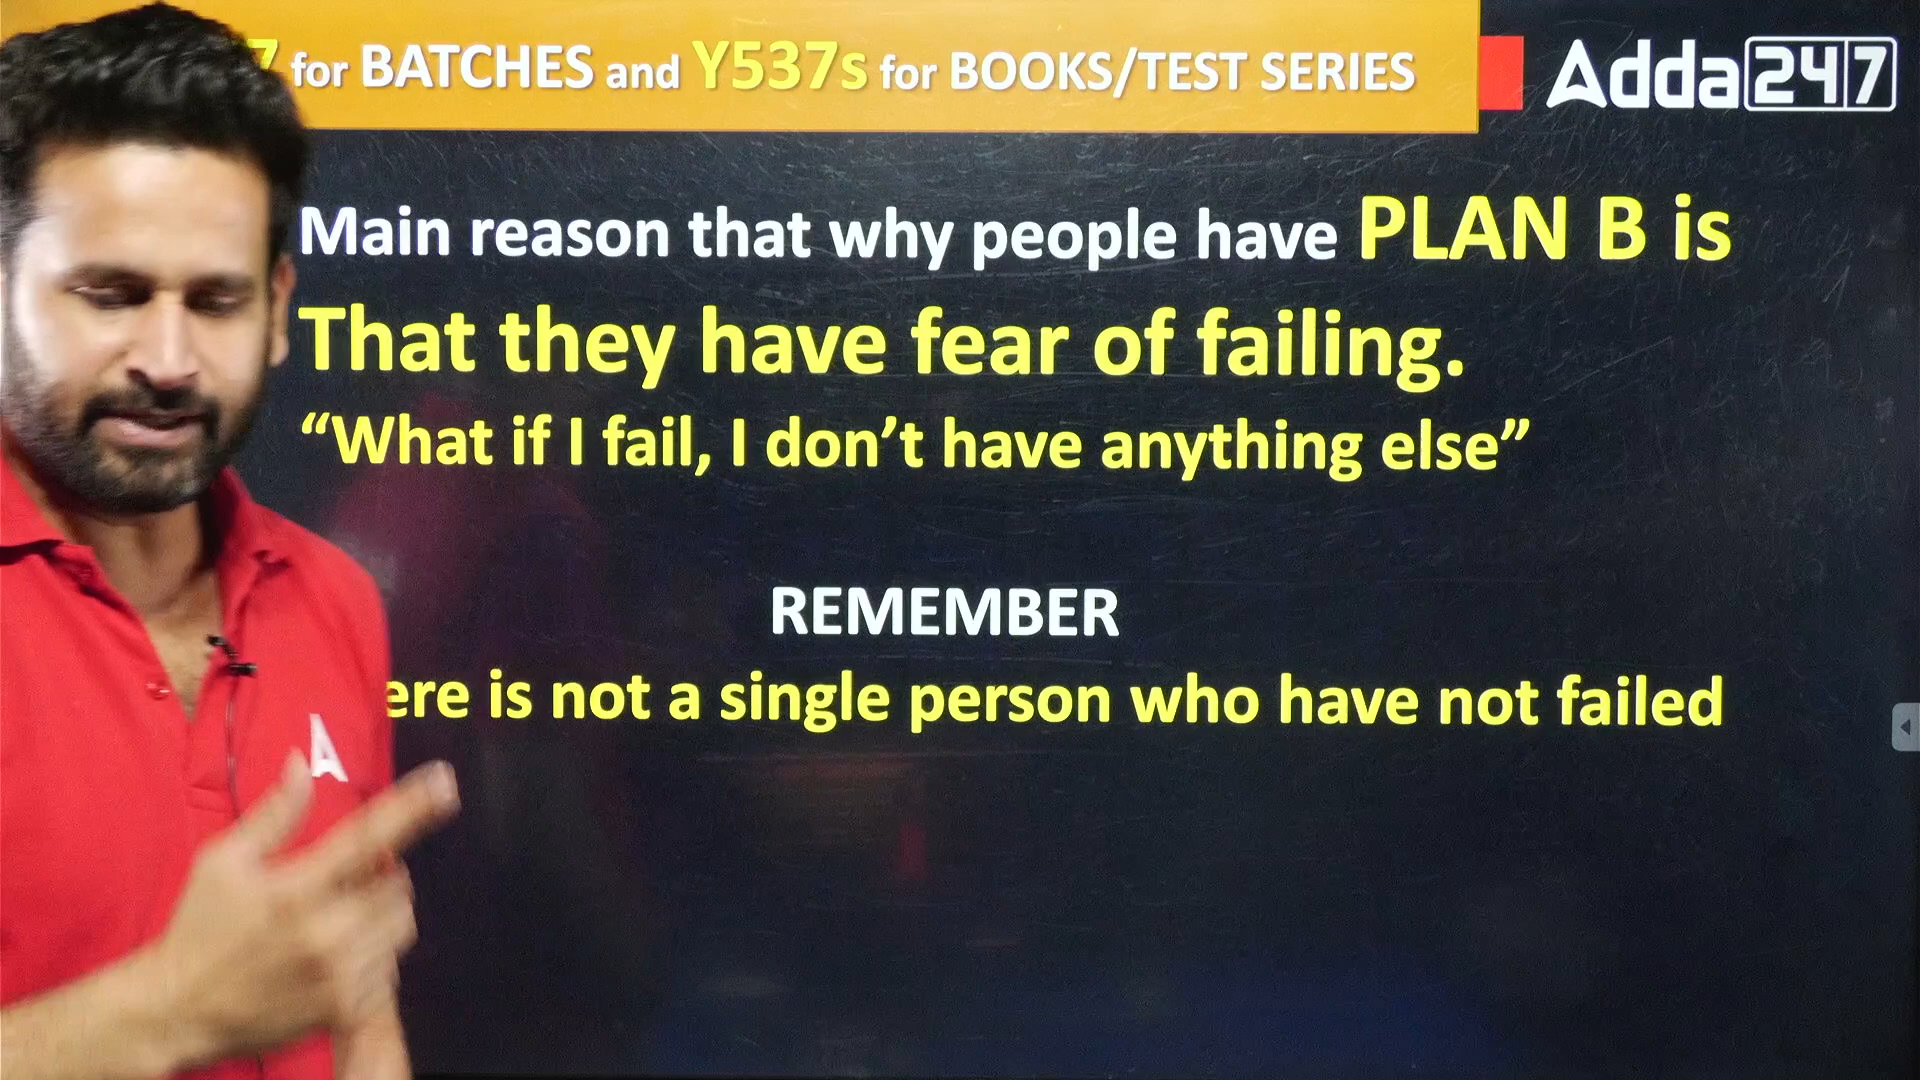 for BATCHES and Y537s for BOOKS/TEST SERIES
Adda247
Main reason that why people have PLAN B is
That they have fear of failing.
“What if I fail, I don’t have anything else”
REMEMBER
is not a single person who have not failed
A